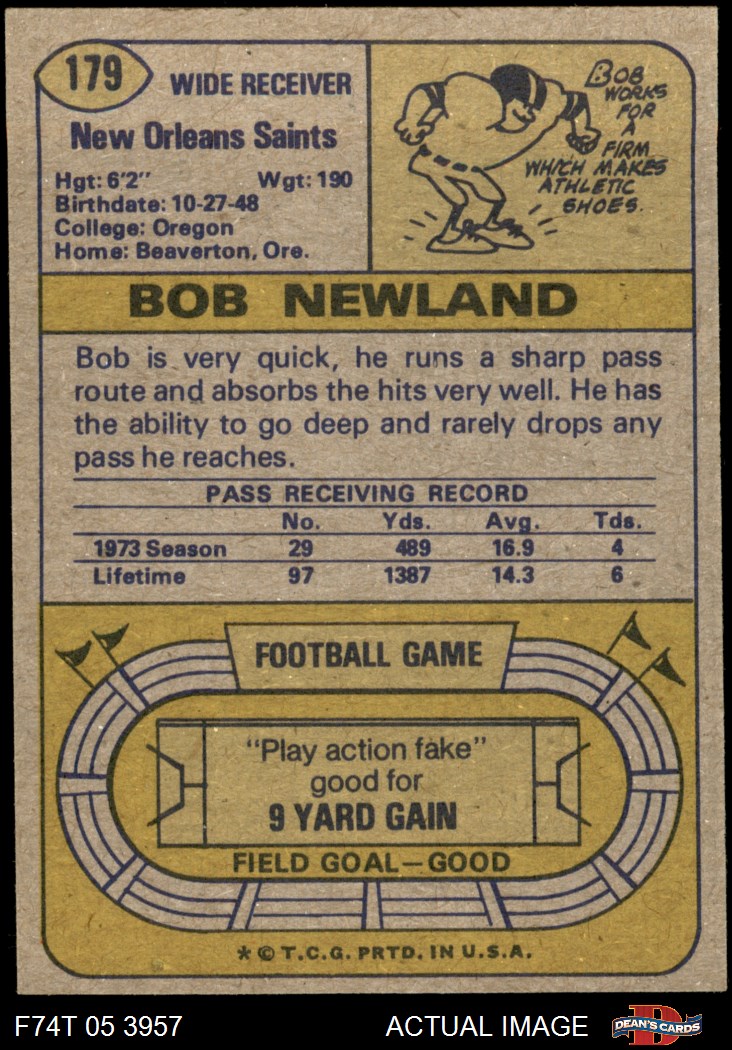 179
WIDE RECEIVER
New Orleans Saints
Hgt: 6'2" Wgt: 190
Birthdate: 10-27-48
College: Oregon
Home: Beaverton, Ore.
BOB
WORKS
FOR
A
FIRM
WHICH MAKES
ATHLETIC
SHOES.
BOB NEWLAND
Bob is very quick, he runs a sharp pass
route and absorbs the hits very well. He has
the ability to go deep and rarely drops any
pass he reaches.
PASS RECEIVING RECORD
No. Yds. Avg. Tds.
1973 Season 29 489 16.9 4
Lifetime 97 1387 14.3 6
FOOTBALL GAME
"Play action fake"
good for
9 YARD GAIN
FIELD GOAL—GOOD
* © T.C.G. PRTD. IN U.S.A.
F74T 05 3957 ACTUAL IMAGE
D
DEAN'S CARDS